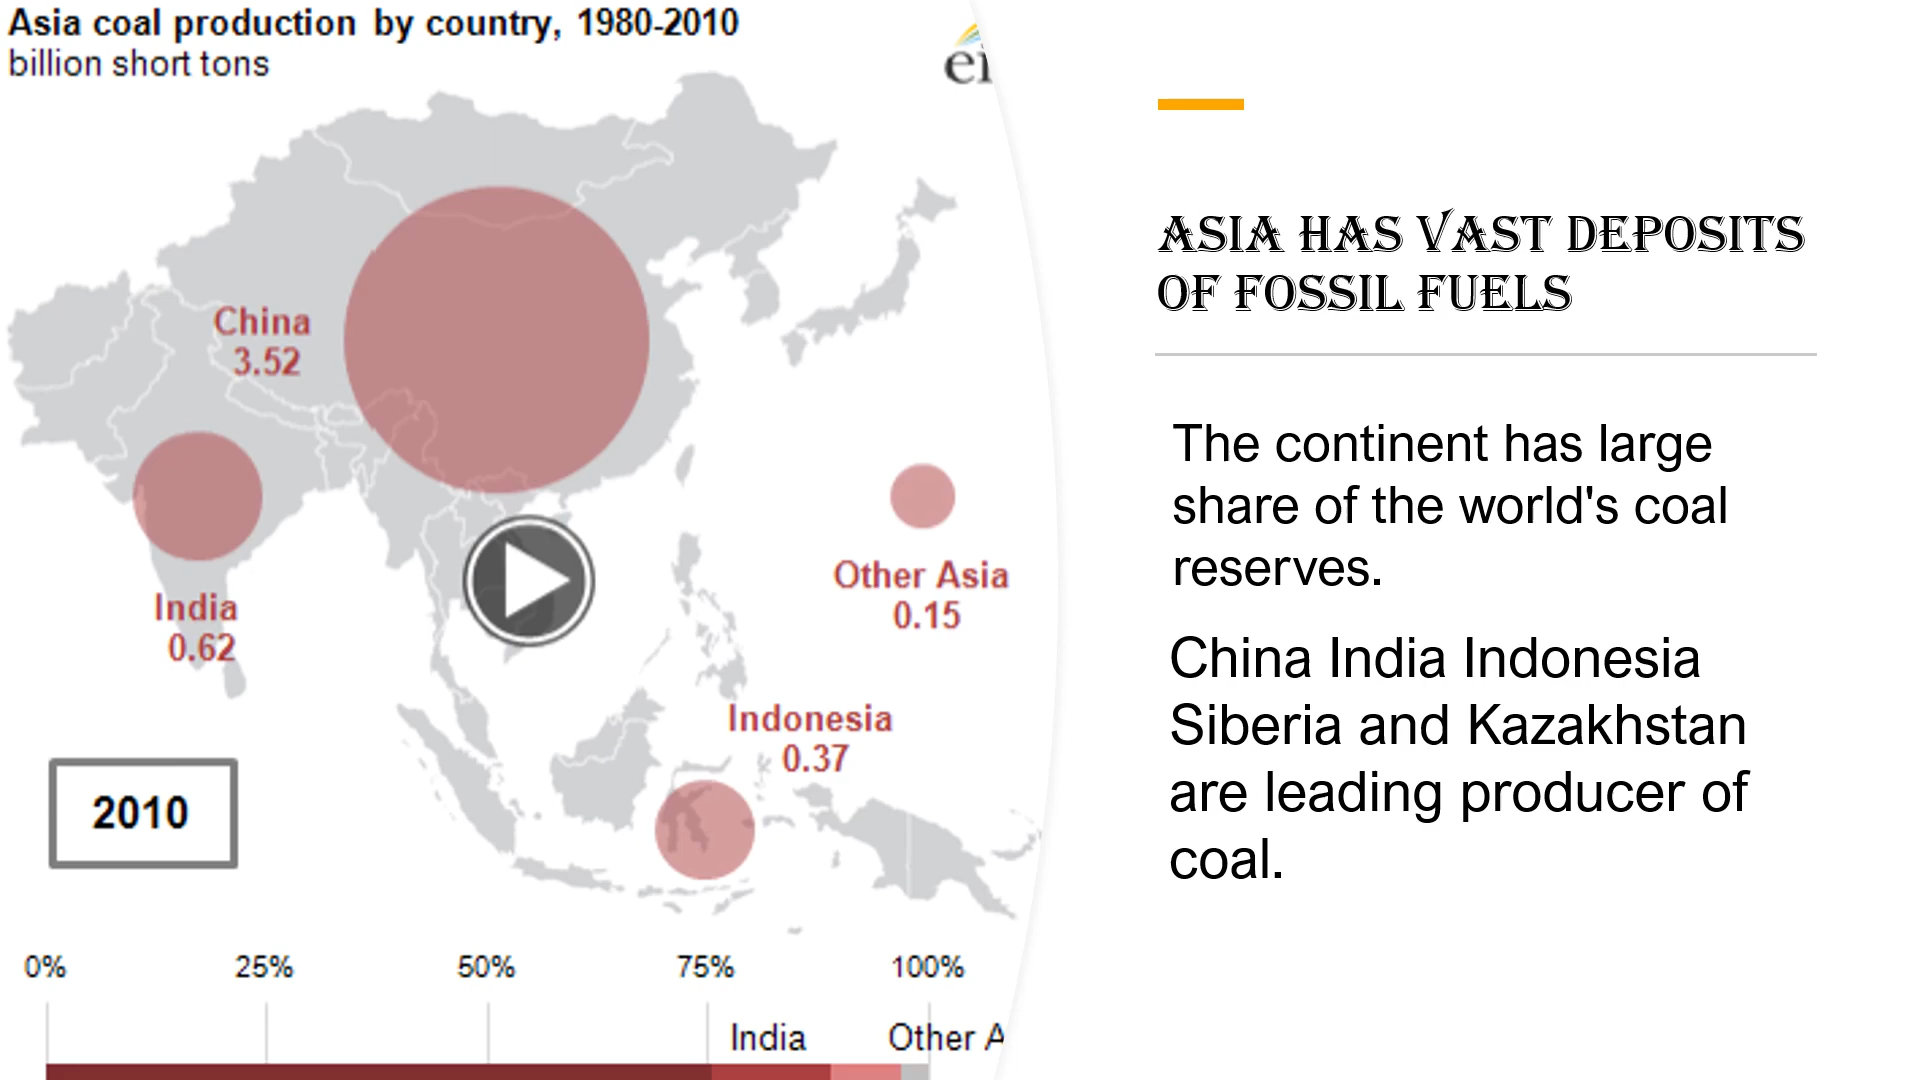 Asia coal production by country, 1980-2010
billion short tons
China
3.52
India
0.62
Other Asia
0.15
Indonesia
0.37
2010
0% 25% 50% 75% 100%
India Other A
ASIA HAS VAST DEPOSITS
OF FOSSIL FUELS
The continent has large
share of the world's coal
reserves.
China India Indonesia
Siberia and Kazakhstan
are leading producer of
coal.